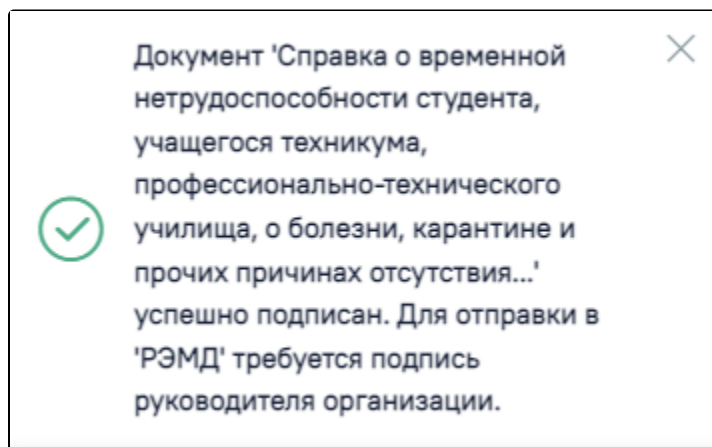 Документ 'Справка о временной
нетрудоспособности студента,
учащегося техникума,
профессионально-технического
училища, о болезни, карантине и
прочих причинах отсутствия...'
успешно подписан. Для отправки в
'РЭМД' требуется подпись
руководителя организации.